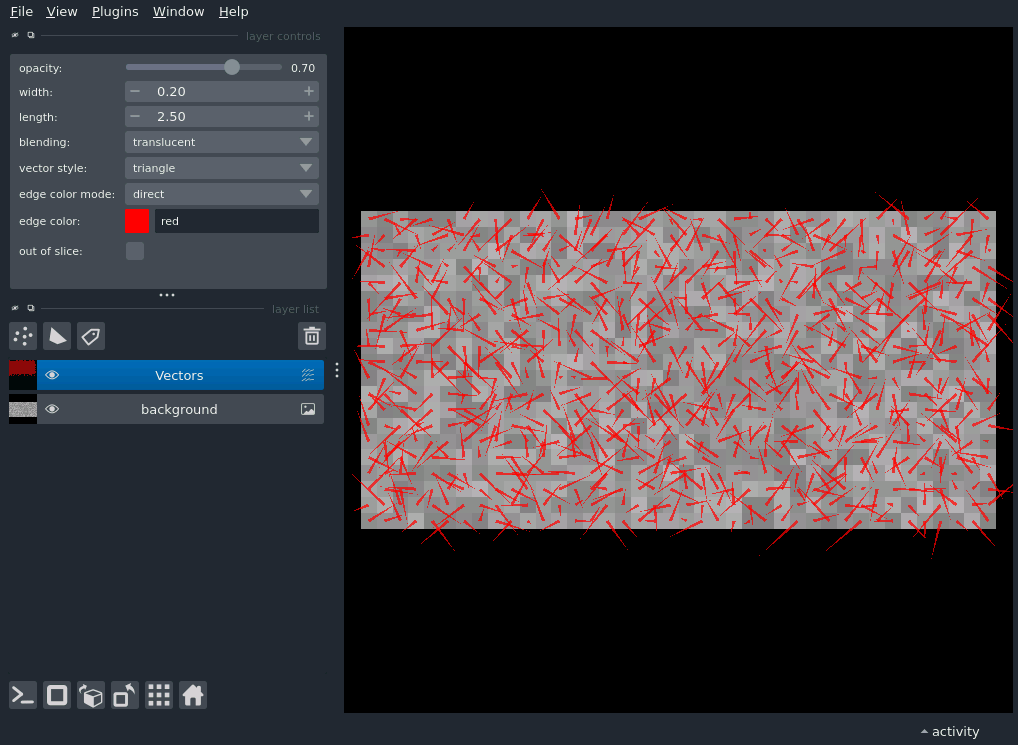 File View Plugins Window Help
layer controls
opacity: 0.70
width: − 0.20 +
length: − 2.50 +
blending: translucent
vector style: triangle
edge color mode: direct
edge color: red
out of slice:
layer list
Vectors
background
activity